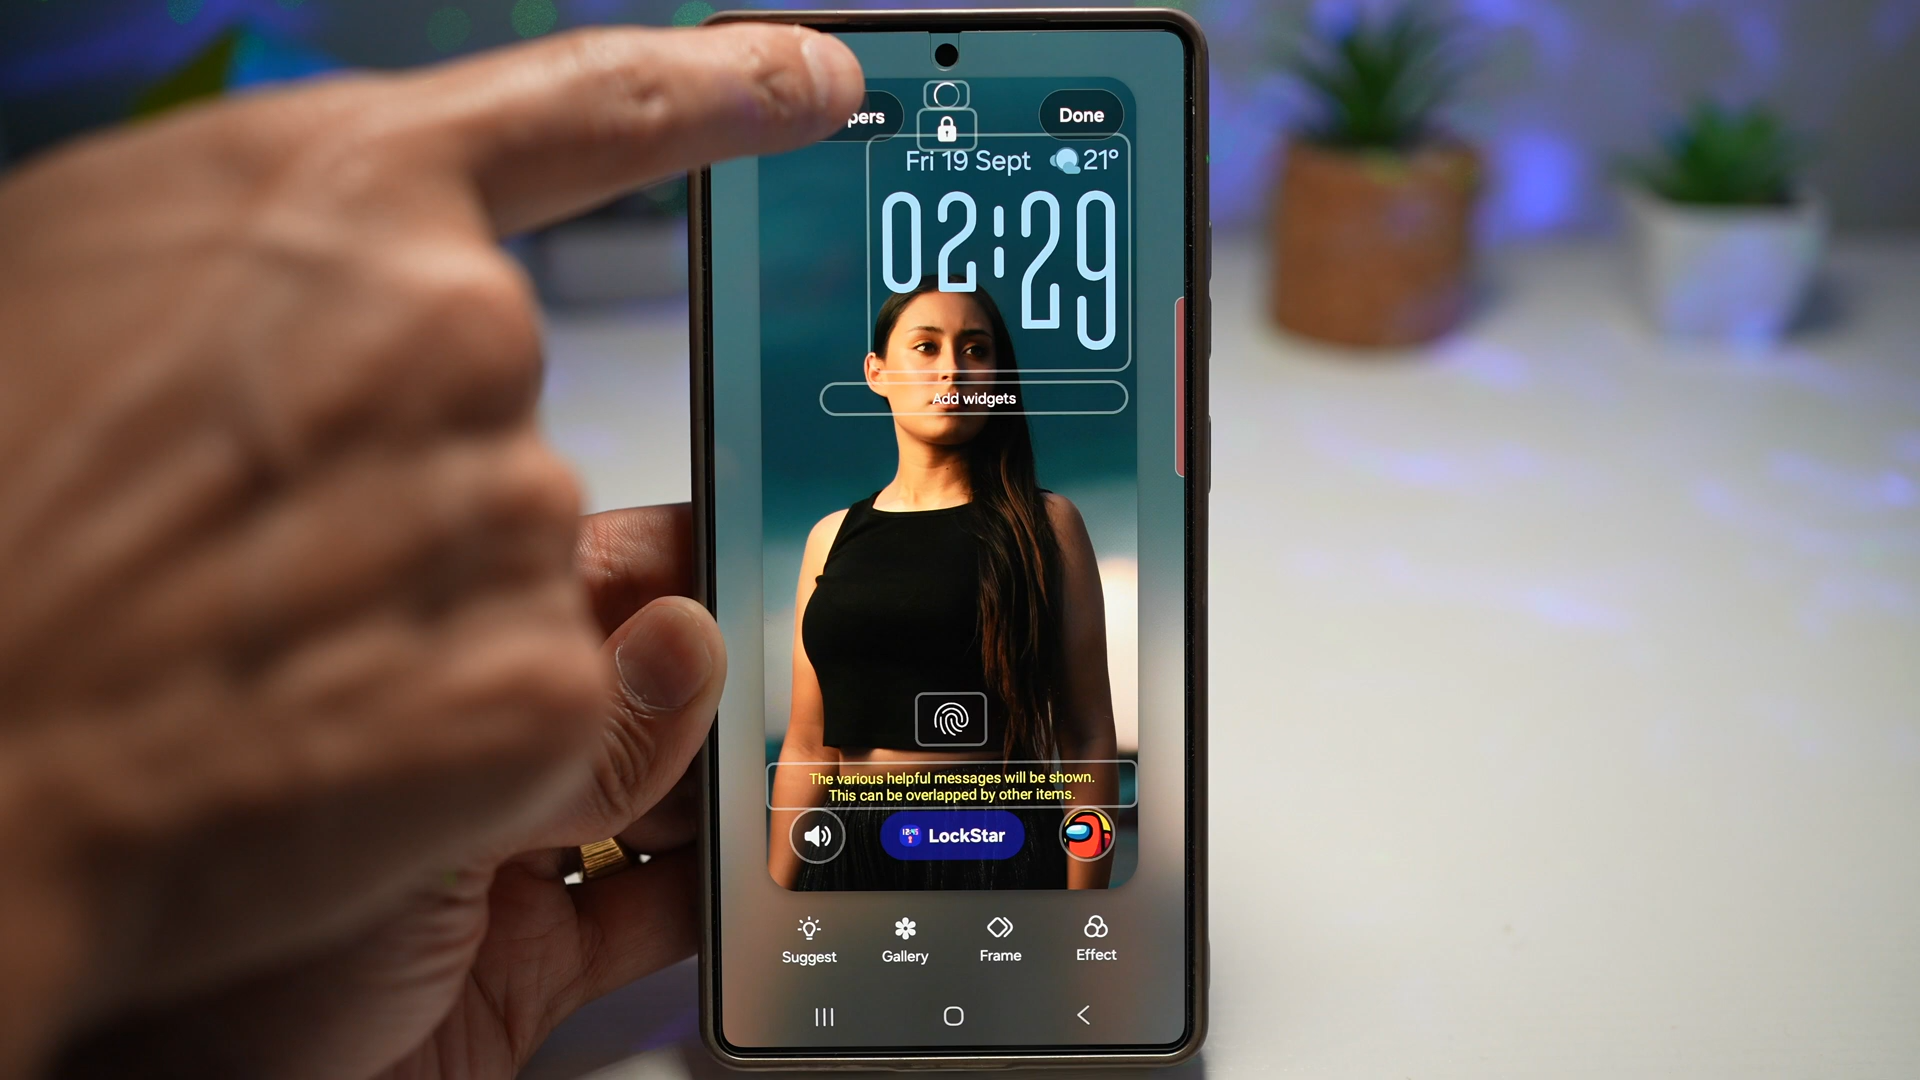 pers
Done
Fri 19 Sept 21°
02:29
Add widgets
The various helpful messages will be shown.
This can be overlapped by other items.
LockStar
Suggest
Gallery
Frame
Effect